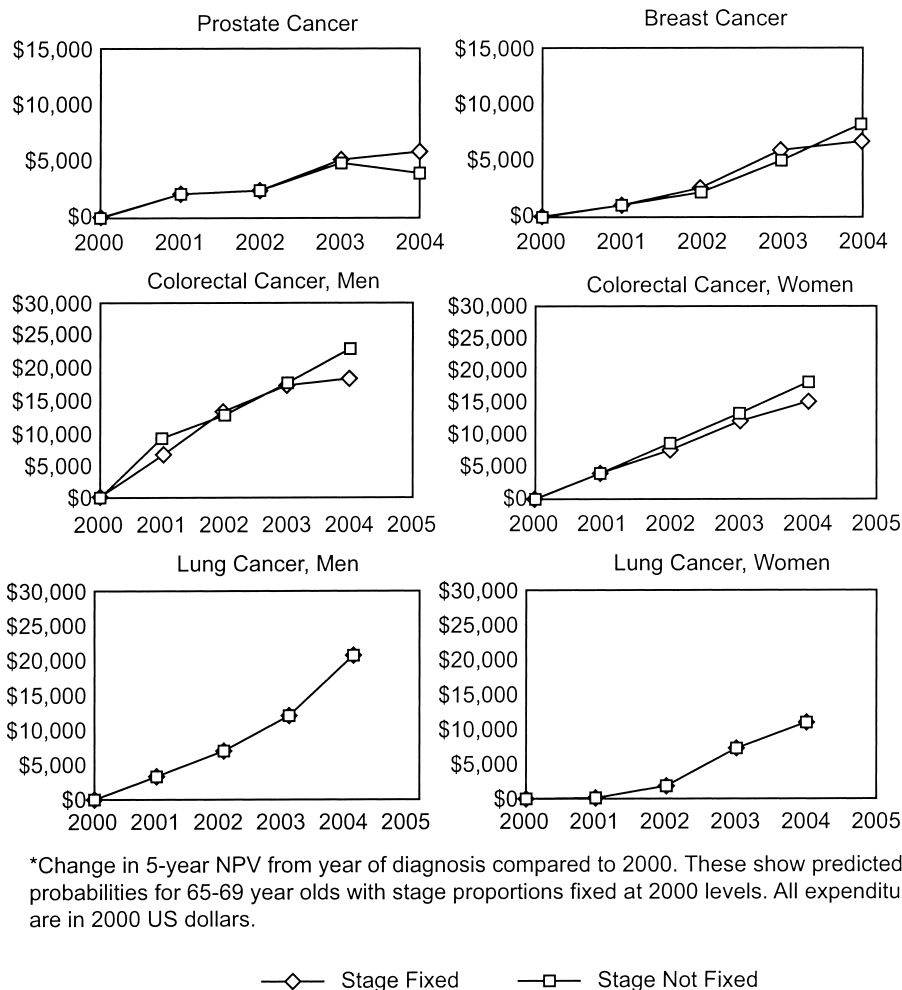 Prostate Cancer
$15,000
$10,000
$5,000
$0
2000 2001 2002 2003 2004
Breast Cancer
$15,000
$10,000
$5,000
$0
2000 2001 2002 2003 2004
Colorectal Cancer, Men
$30,000
$25,000
$20,000
$15,000
$10,000
$5,000
$0
2000 2001 2002 2003 2004 2005
Colorectal Cancer, Women
$30,000
$25,000
$20,000
$15,000
$10,000
$5,000
$0
2000 2001 2002 2003 2004 2005
Lung Cancer, Men
$30,000
$25,000
$20,000
$15,000
$10,000
$5,000
$0
2000 2001 2002 2003 2004 2005
Lung Cancer, Women
$30,000
$25,000
$20,000
$15,000
$10,000
$5,000
$0
2000 2001 2002 2003 2004 2005
*Change in 5-year NPV from year of diagnosis compared to 2000. These show predicted
probabilities for 65-69 year olds with stage proportions fixed at 2000 levels. All expenditu
are in 2000 US dollars.
Stage Fixed Stage Not Fixed